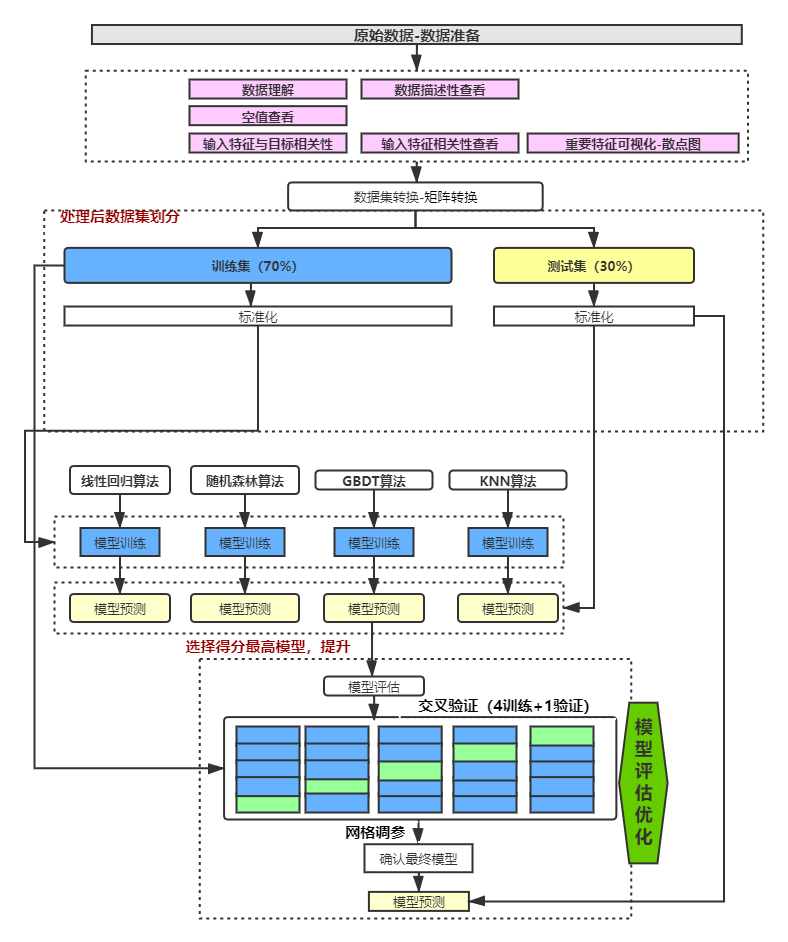 原始数据-数据准备
数据理解
数据描述性查看
空值查看
输入特征与目标相关性
输入特征相关性查看
重要特征可视化-散点图
数据集转换-矩阵转换
处理后数据集划分
训练集（70%）
测试集（30%）
标准化
标准化
线性回归算法
随机森林算法
GBDT算法
KNN算法
模型训练
模型训练
模型训练
模型训练
模型预测
模型预测
模型预测
模型预测
选择得分最高模型，提升
模型评估
交叉验证（4训练+1验证）
模型评估优化
网格调参
确认最终模型
模型预测